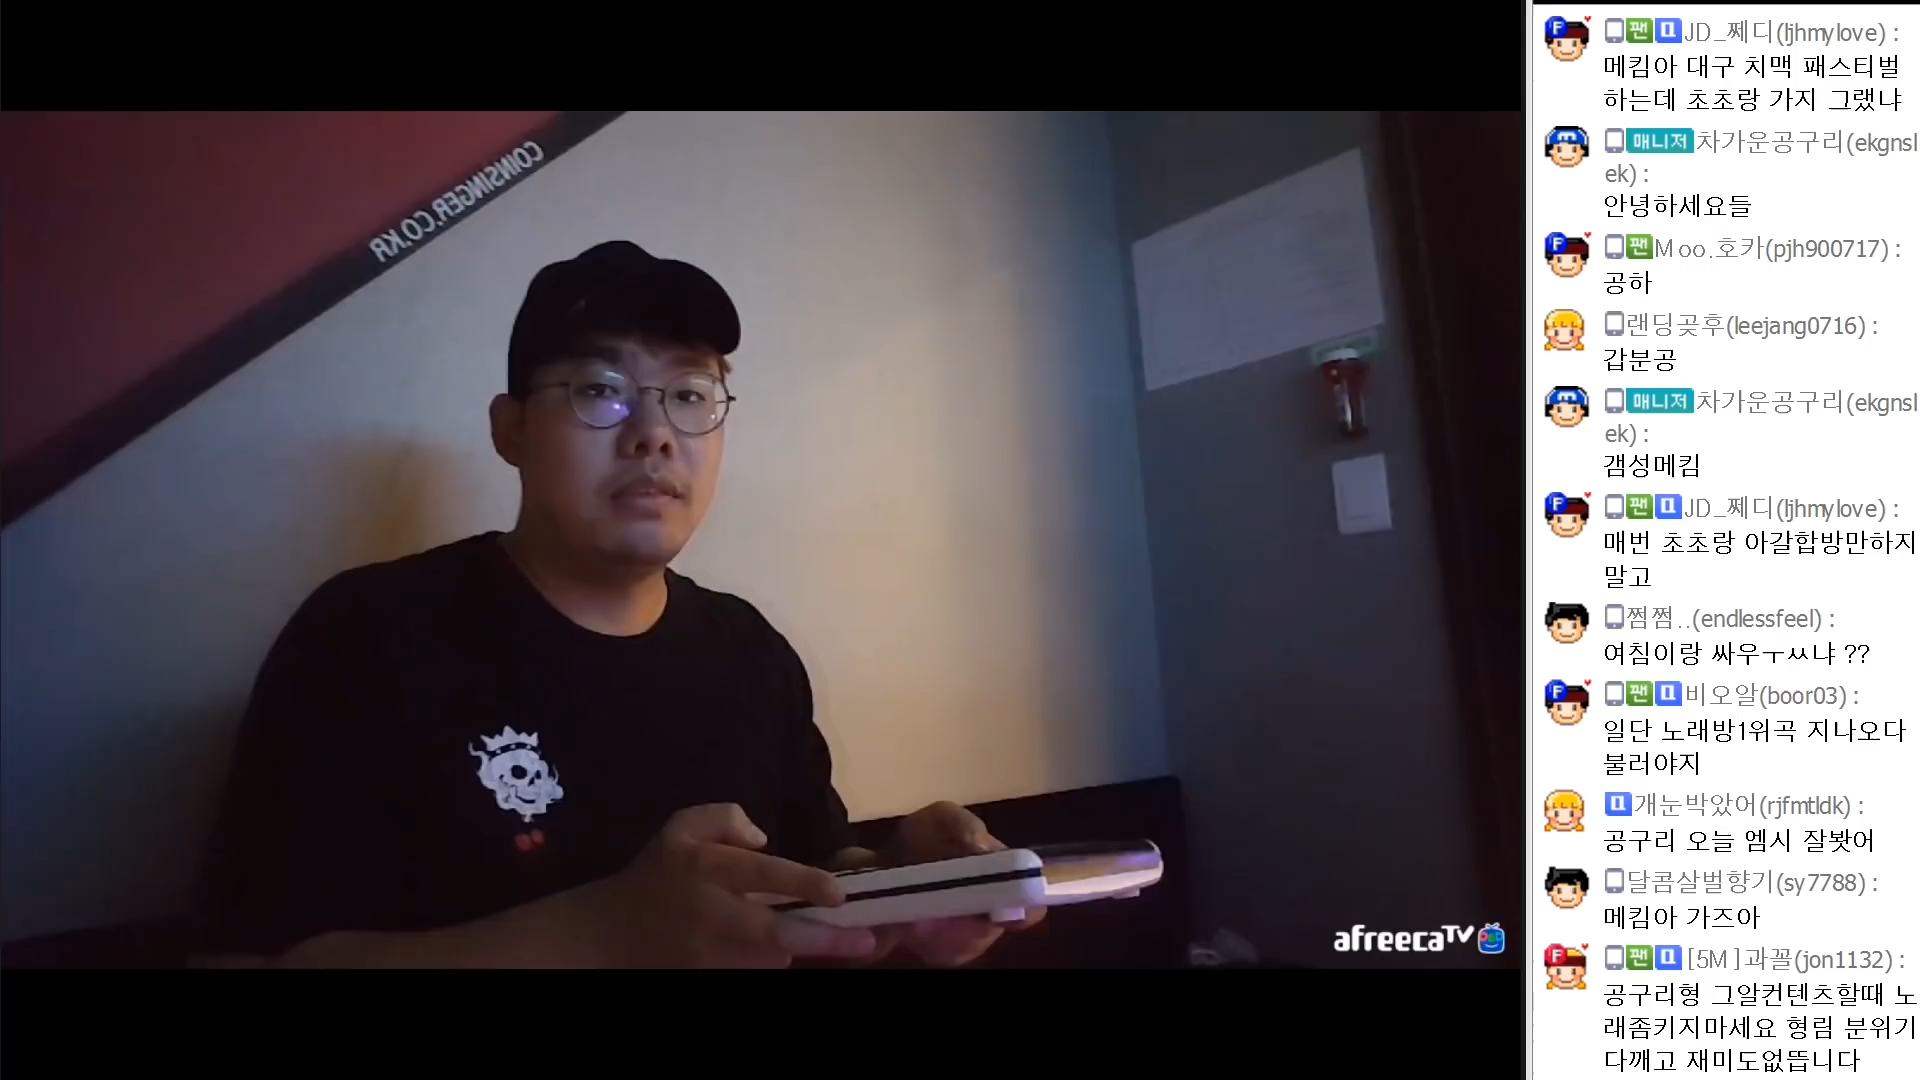 COINSINGER.CO.KR
afreecaTV
팬 JD_쩨디(ljhmylove) :
메킴아 대구 치맥 패스티벌
하는데 초초랑 가지 그랬냐
매니저 차가운공구리(ekgnsl
ek) :
안녕하세요들
팬 Moo.호카(pjh900717) :
공하
랜딩곶후(leejang0716) :
갑분공
매니저 차가운공구리(ekgnsl
ek) :
갬성메킴
팬 JD_쩨디(ljhmylove) :
매번 초초랑 아갈합방만하지
말고
쩜쩜..(endlessfeel) :
여침이랑 싸우ㅜㅆ냐 ??
팬 비오알(boor03) :
일단 노래방1위곡 지나오다
불러야지
개눈박았어(rjfmtldk) :
공구리 오늘 엠시 잘봣어
달콤살벌향기(sy7788) :
메킴아 가즈아
팬 [5M]과꼴(jon1132) :
공구리형 그알컨텐츠할때 노
래좀키지마세요 형림 분위기
다깨고 재미도없뜹니다